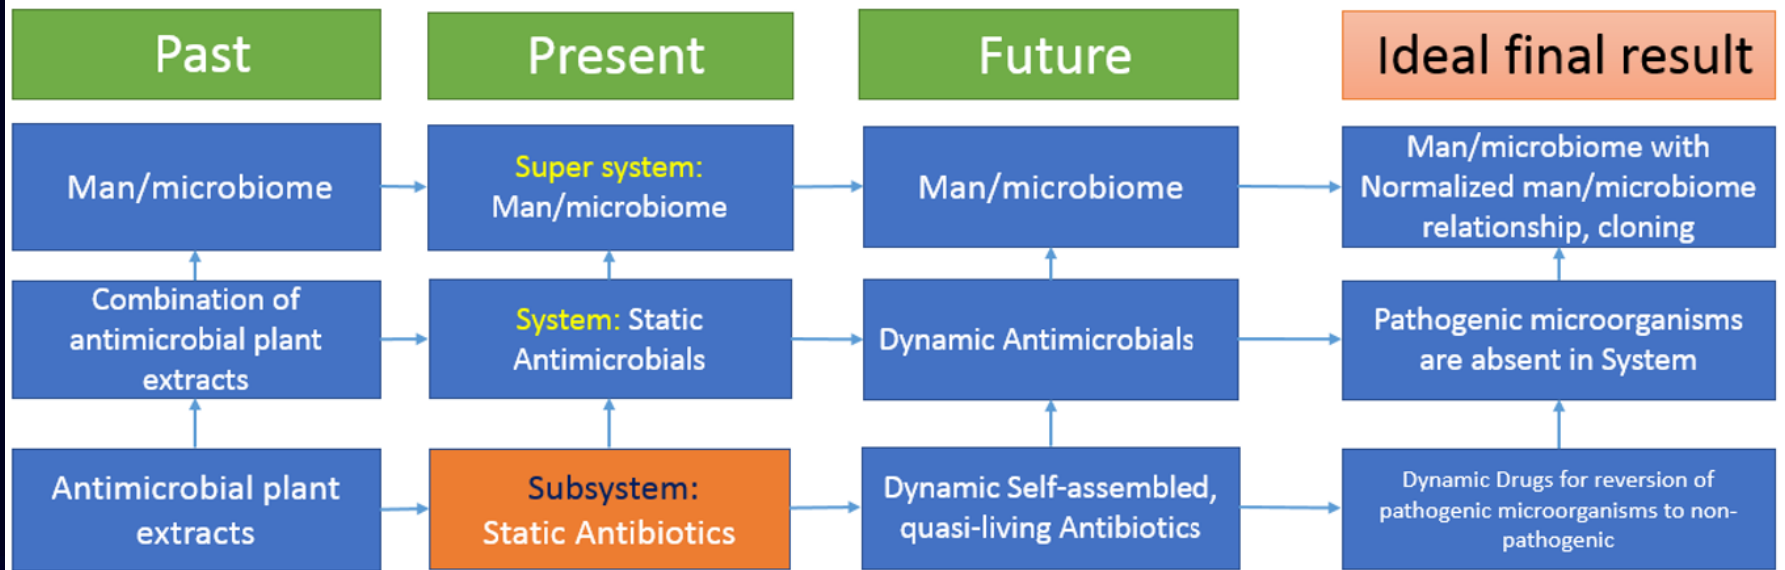 Past
Present
Future
Ideal final result
Man/microbiome
Super system:
Man/microbiome
Man/microbiome
Man/microbiome with
Normalized man/microbiome
relationship, cloning
Combination of
antimicrobial plant
extracts
System: Static
Antimicrobials
Dynamic Antimicrobials
Pathogenic microorganisms
are absent in System
Antimicrobial plant
extracts
Subsystem:
Static Antibiotics
Dynamic Self-assembled,
quasi-living Antibiotics
Dynamic Drugs for reversion of
pathogenic microorganisms to non-
pathogenic